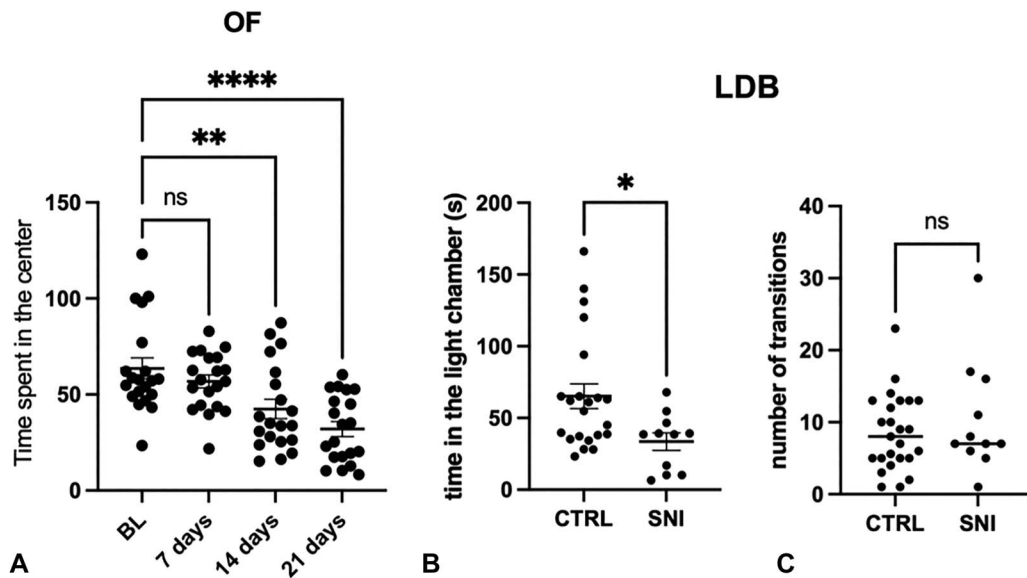 OF
LDB
****
**
ns
Time spent in the center
150
100
50
0
BL
7 days
14 days
21 days
A
*
time in the light chamber (s)
200
150
100
50
0
CTRL
SNI
B
ns
number of transitions
40
30
20
10
0
CTRL
SNI
C